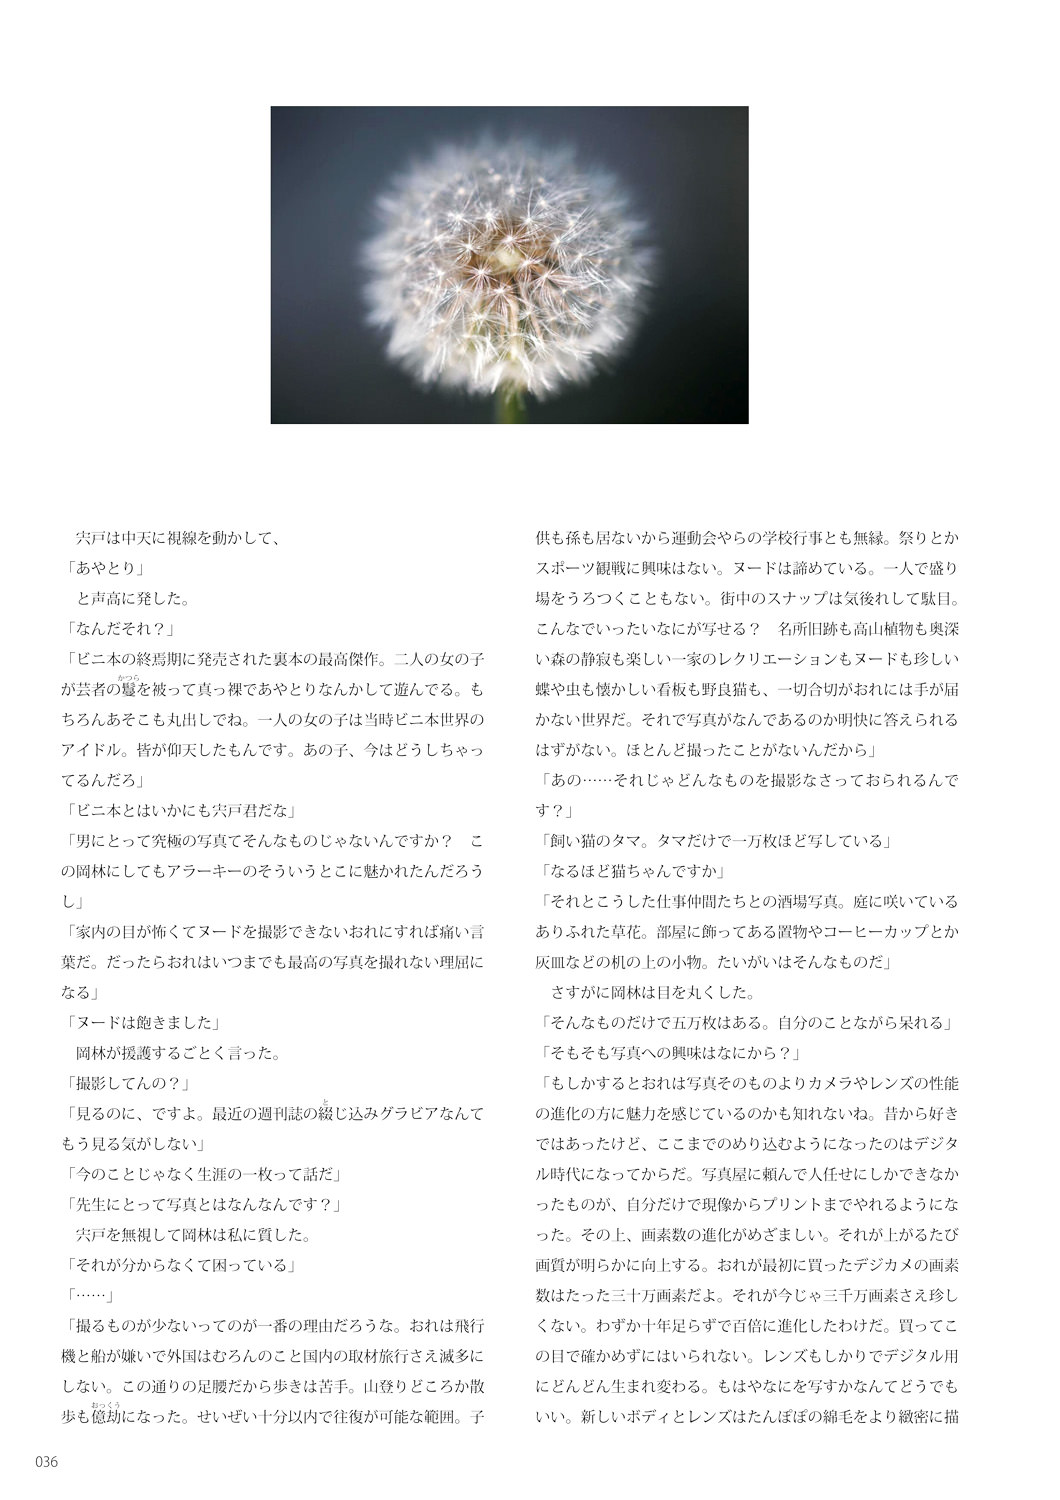 宍戸は中天に視線を動かして、
「あやとり」
と声高に発した。
「なんだそれ？」
「ビニ本の終焉期に発売された裏本の最高傑作。二人の女の子
が芸者の鬘を被って真っ裸であやとりなんかして遊んでる。も
ちろんあそこも丸出しでね。一人の女の子は当時ビニ本世界の
アイドル。皆が仰天したもんです。あの子、今はどうしちゃっ
てるんだろ」
「ビニ本とはいかにも宍戸君だな」
「男にとって究極の写真てそんなものじゃないんですか？　こ
の岡林にしてもアラーキーのそういうとこに魅かれたんだろう
し」
「家内の目が怖くてヌードを撮影できないおれにすれば痛い言
葉だ。だったらおれはいつまでも最高の写真を撮れない理屈に
なる」
「ヌードは飽きました」
岡林が援護するごとく言った。
「撮影してんの？」
「見るのに、ですよ。最近の週刊誌の綴じ込みグラビアなんて
もう見る気がしない」
「今のことじゃなく生涯の一枚って話だ」
「先生にとって写真とはなんなんです？」
宍戸を無視して岡林は私に質した。
「それが分からなくて困っている」
「……」
「撮るものが少ないってのが一番の理由だろうな。おれは飛行
機と船が嫌いで外国はむろんのこと国内の取材旅行さえ滅多に
しない。この通りの足腰だから歩きは苦手。山登りどころか散
歩も億劫になった。せいぜい十分以内で往復が可能な範囲。子
供も孫も居ないから運動会やらの学校行事とも無縁。祭りとか
スポーツ観戦に興味はない。ヌードは諦めている。一人で盛り
場をうろつくこともない。街中のスナップは気後れして駄目。
こんなでいったいなにが写せる？　名所旧跡も高山植物も奥深
い森の静寂も楽しい一家のレクリエーションもヌードも珍しい
蝶や虫も懐かしい看板も野良猫も、一切合切がおれには手が届
かない世界だ。それで写真がなんであるのか明快に答えられる
はずがない。ほとんど撮ったことがないんだから」
「あの……それじゃどんなものを撮影なさっておられるんで
す？」
「飼い猫のタマ。タマだけで一万枚ほど写している」
「なるほど猫ちゃんですか」
「それとこうした仕事仲間たちとの酒場写真。庭に咲いている
ありふれた草花。部屋に飾ってある置物やコーヒーカップとか
灰皿などの机の上の小物。たいがいはそんなものだ」
さすがに岡林は目を丸くした。
「そんなものだけで五万枚はある。自分のことながら呆れる」
「そもそも写真への興味はなにから？」
「もしかするとおれは写真そのものよりカメラやレンズの性能
の進化の方に魅力を感じているのかも知れないね。昔から好き
ではあったけど、ここまでのめり込むようになったのはデジタ
ル時代になってからだ。写真屋に頼んで人任せにしかできなか
ったものが、自分だけで現像からプリントまでやれるようにな
った。その上、画素数の進化がめざましい。それが上がるたび
画質が明らかに向上する。おれが最初に買ったデジカメの画素
数はたった三十万画素だよ。それが今じゃ三千万画素さえ珍し
くない。わずか十年足らずで百倍に進化したわけだ。買ってこ
の目で確かめずにはいられない。レンズもしかりでデジタル用
にどんどん生まれ変わる。もはやなにを写すかなんてどうでも
いい。新しいボディとレンズはたんぽぽの綿毛をより緻密に描
036